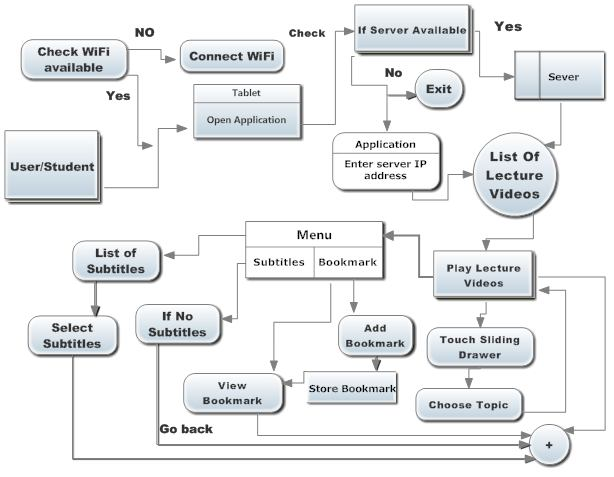 Check WiFi
available
NO
Connect WiFi
Yes
Tablet
Open Application
User/Student
Check
If Server Available
Yes
Sever
No
Exit
Application
Enter server IP
address
List Of
Lecture
Videos
Menu
Subtitles
Bookmark
List of
Subtitles
Select
Subtitles
If No
Subtitles
Add
Bookmark
Store Bookmark
View
Bookmark
Play Lecture
Videos
Touch Sliding
Drawer
Choose Topic
Go back
+